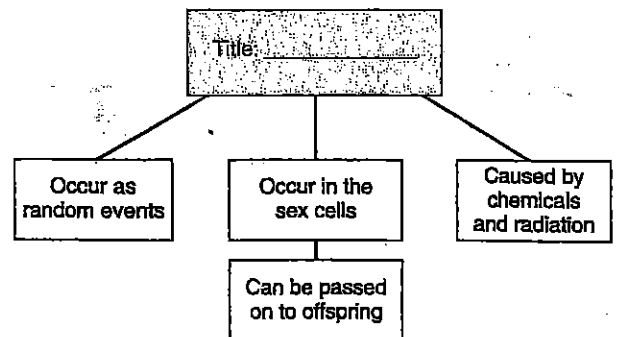 Title:
Occur as
random events
Occur in the
sex cells
Caused by
chemicals
and radiation
Can be passed
on to offspring